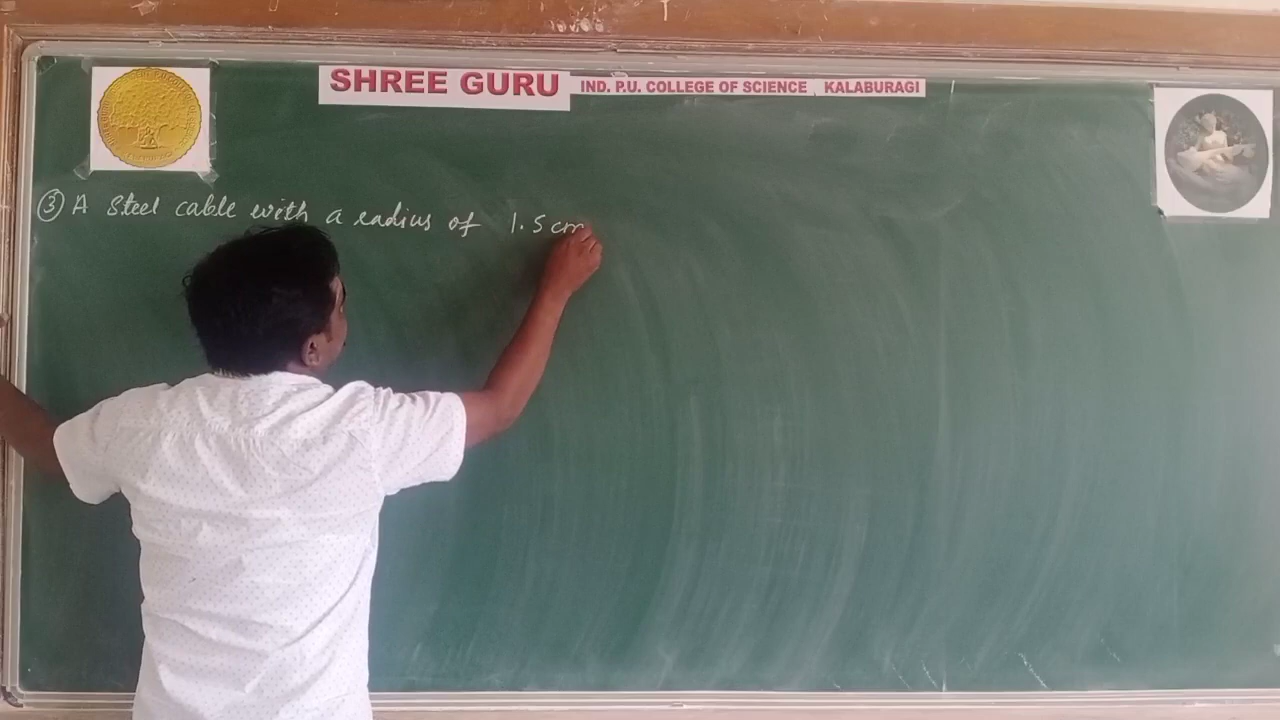 SHREE GURU IND. P.U. COLLEGE OF SCIENCE, KALABURAGI
③ A Steel cable with a radius of 1.5 cm